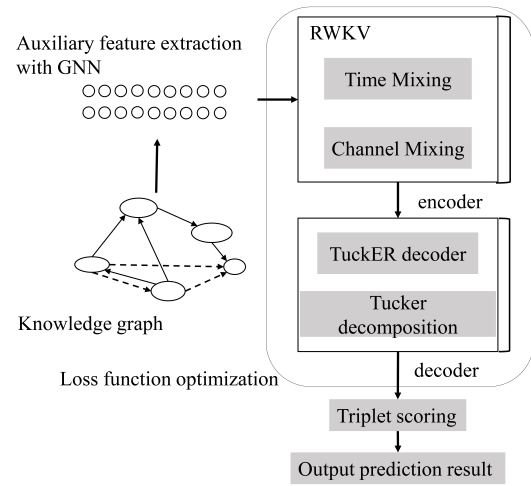 Auxiliary feature extraction
with GNN
Knowledge graph
Loss function optimization
RWKV
Time Mixing
Channel Mixing
encoder
TuckER decoder
Tucker
decomposition
decoder
Triplet scoring
Output prediction result